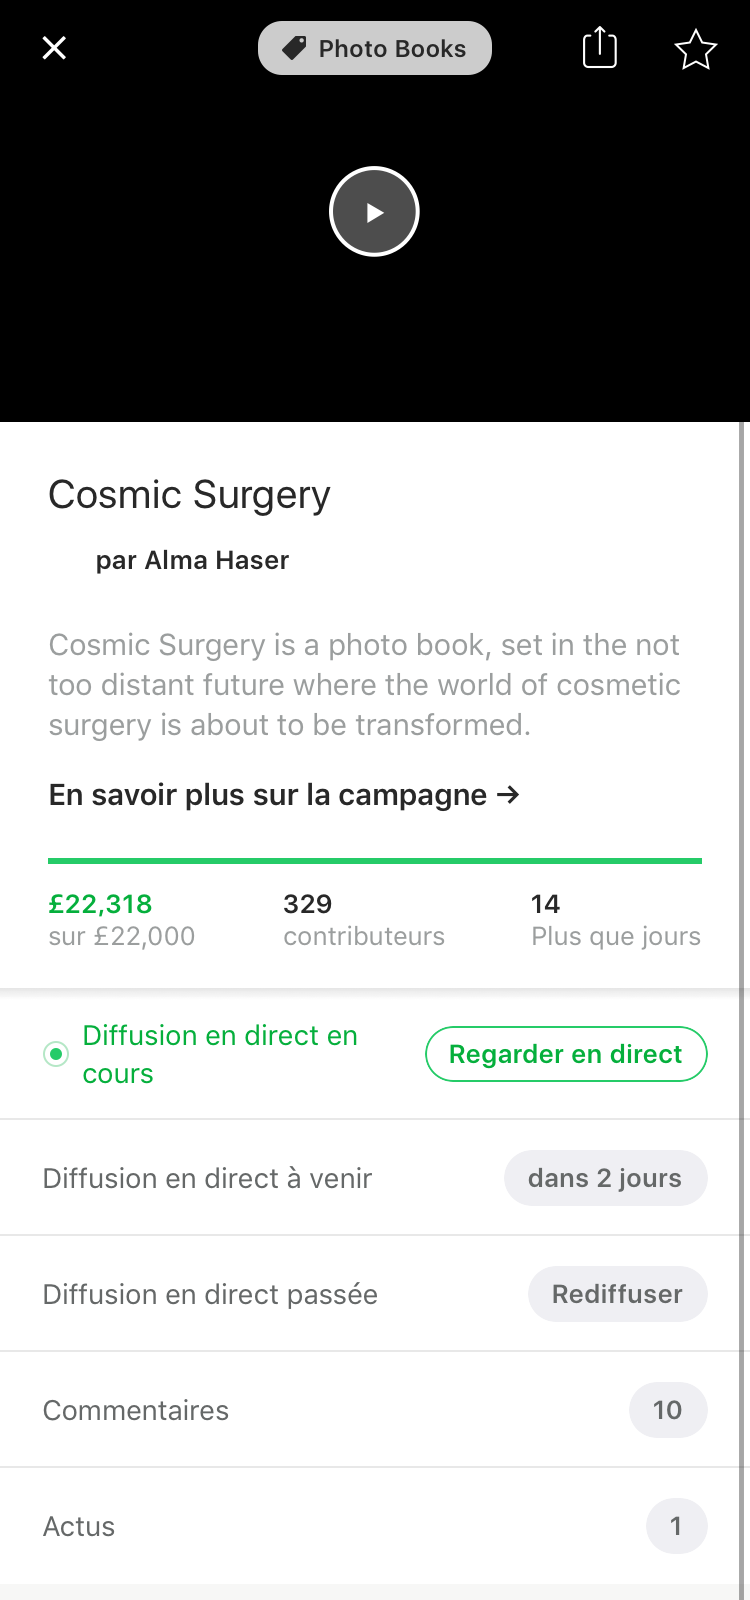 Photo Books
Cosmic Surgery
par Alma Haser
Cosmic Surgery is a photo book, set in the not
too distant future where the world of cosmetic
surgery is about to be transformed.
En savoir plus sur la campagne →
£22,318
sur £22,000
329
contributeurs
14
Plus que jours
Diffusion en direct en
cours
Regarder en direct
Diffusion en direct à venir
dans 2 jours
Diffusion en direct passée
Rediffuser
Commentaires
10
Actus
1